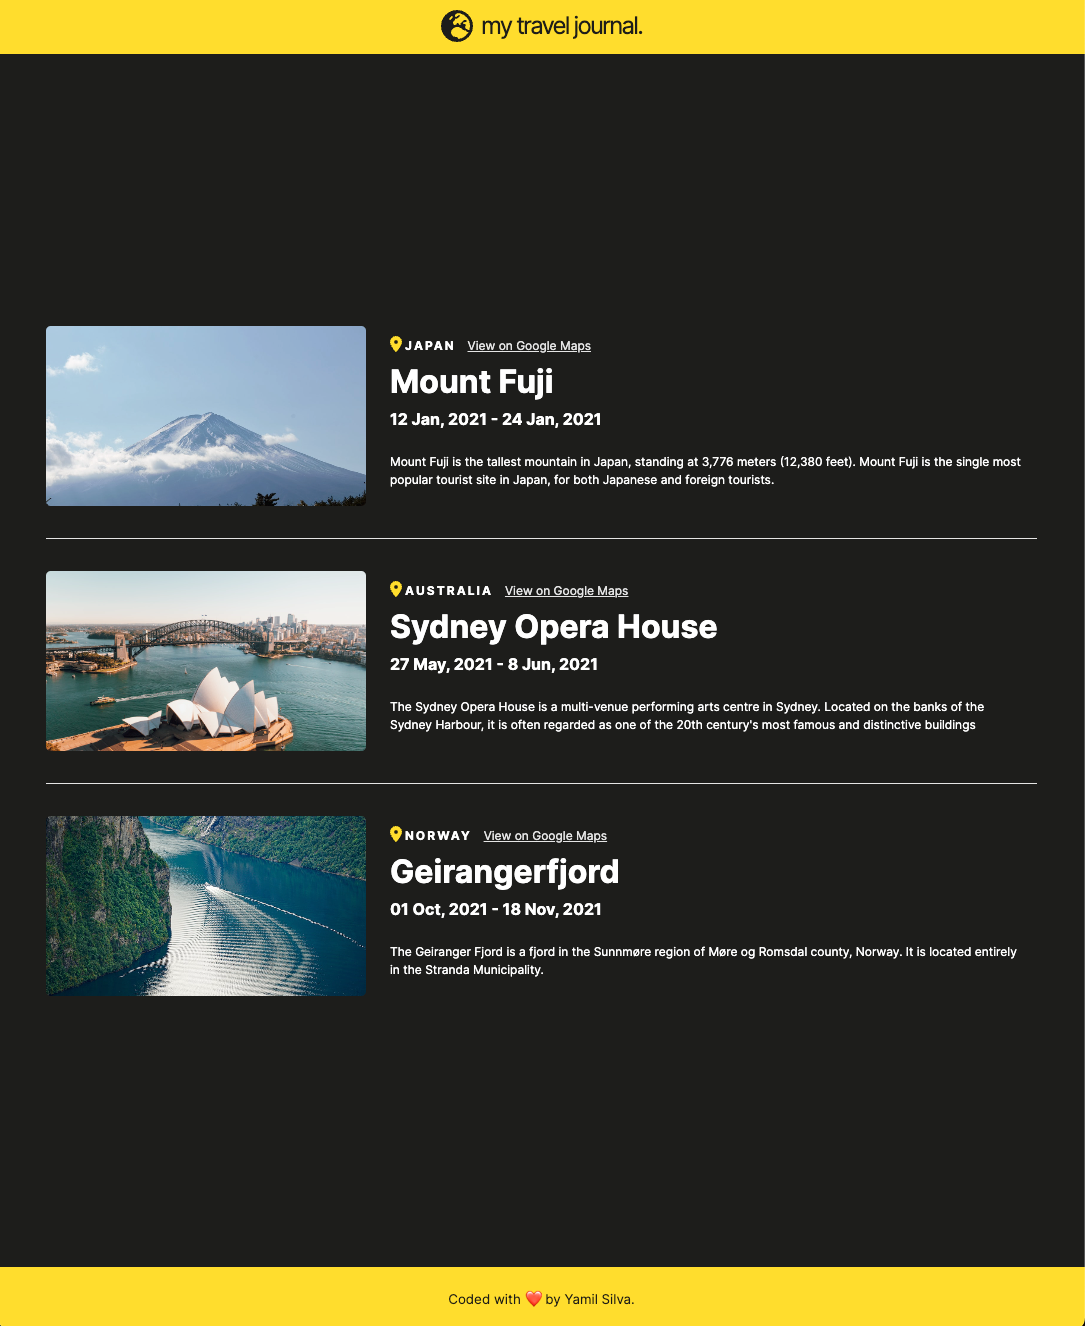 my travel journal.
JAPAN View on Google Maps
Mount Fuji
12 Jan, 2021 - 24 Jan, 2021
Mount Fuji is the tallest mountain in Japan, standing at 3,776 meters (12,380 feet). Mount Fuji is the single most
popular tourist site in Japan, for both Japanese and foreign tourists.
AUSTRALIA View on Google Maps
Sydney Opera House
27 May, 2021 - 8 Jun, 2021
The Sydney Opera House is a multi-venue performing arts centre in Sydney. Located on the banks of the
Sydney Harbour, it is often regarded as one of the 20th century's most famous and distinctive buildings
NORWAY View on Google Maps
Geirangerfjord
01 Oct, 2021 - 18 Nov, 2021
The Geiranger Fjord is a fjord in the Sunnmøre region of Møre og Romsdal county, Norway. It is located entirely
in the Stranda Municipality.
Coded with ❤️ by Yamil Silva.